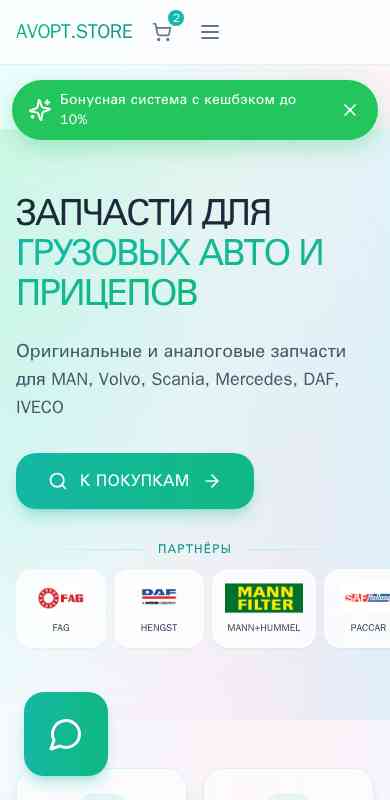 AVOPT.STORE
2
Бонусная система с кешбэком до
10%
ЗАПЧАСТИ ДЛЯ
ГРУЗОВЫХ АВТО И
ПРИЦЕПОВ
Оригинальные и аналоговые запчасти
для MAN, Volvo, Scania, Mercedes, DAF,
IVECO
К ПОКУПКАМ
ПАРТНЁРЫ
FAG
DAF
MANN
FILTER
SAF
FAG
HENGST
MANN+HUMMEL
PACCAR